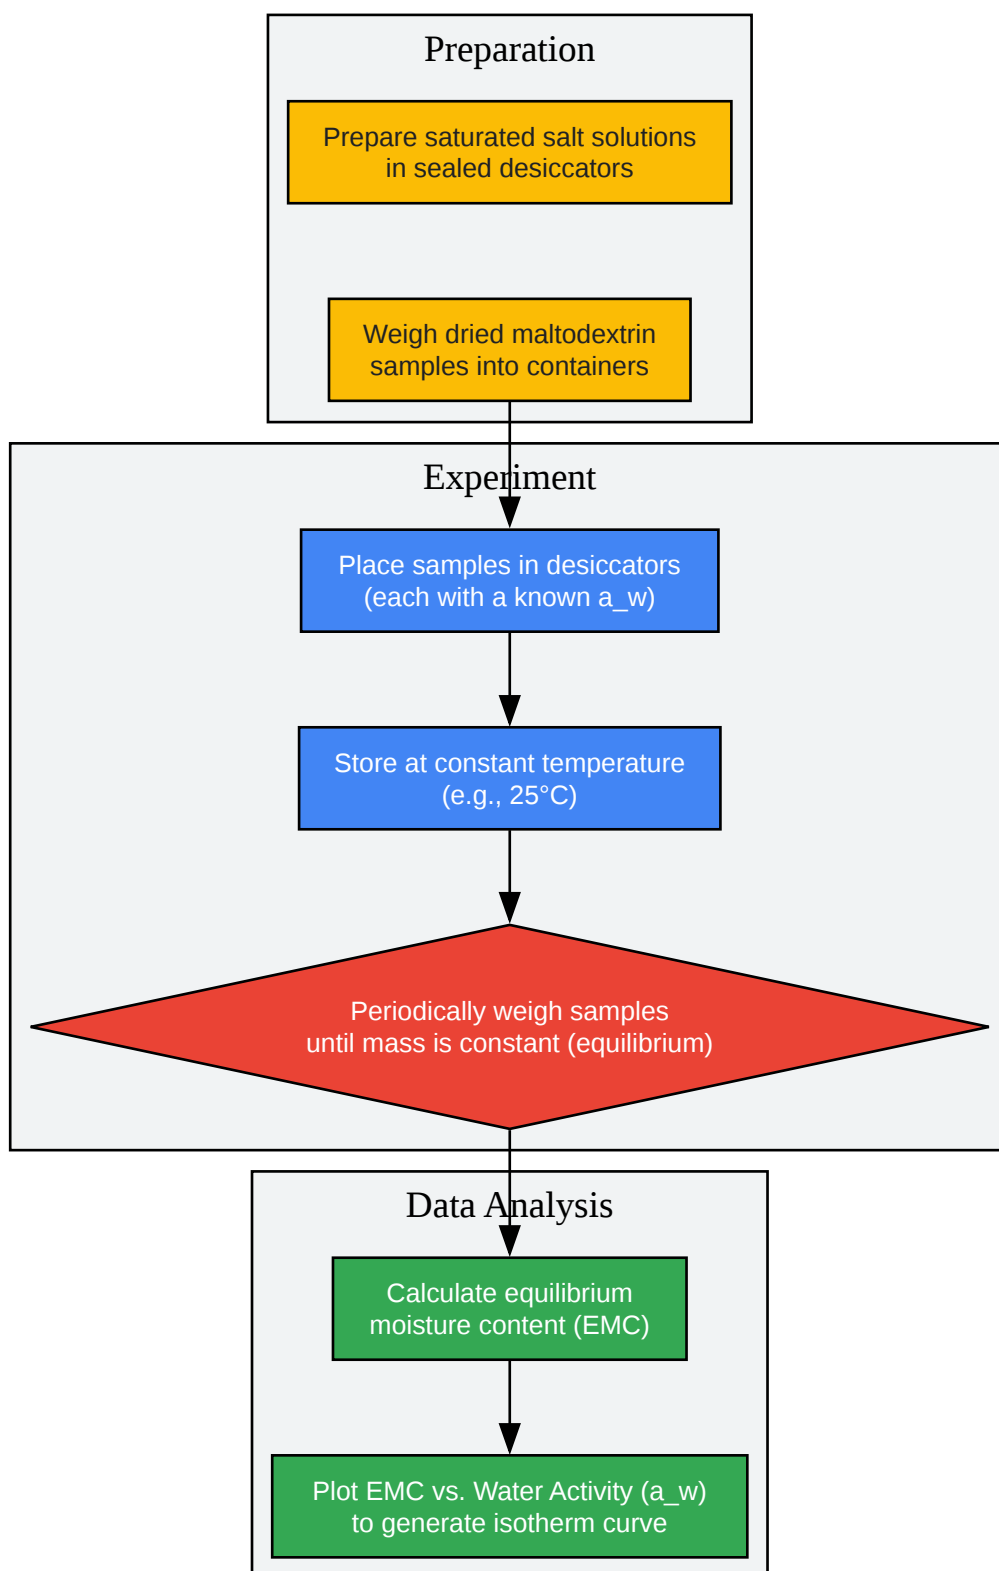 Preparation
Prepare saturated salt solutions
in sealed desiccators
Weigh dried maltodextrin
samples into containers
Experiment
Place samples in desiccators
(each with a known a_w)
Store at constant temperature
(e.g., 25°C)
Periodically weigh samples
until mass is constant (equilibrium)
Data Analysis
Calculate equilibrium
moisture content (EMC)
Plot EMC vs. Water Activity (a_w)
to generate isotherm curve